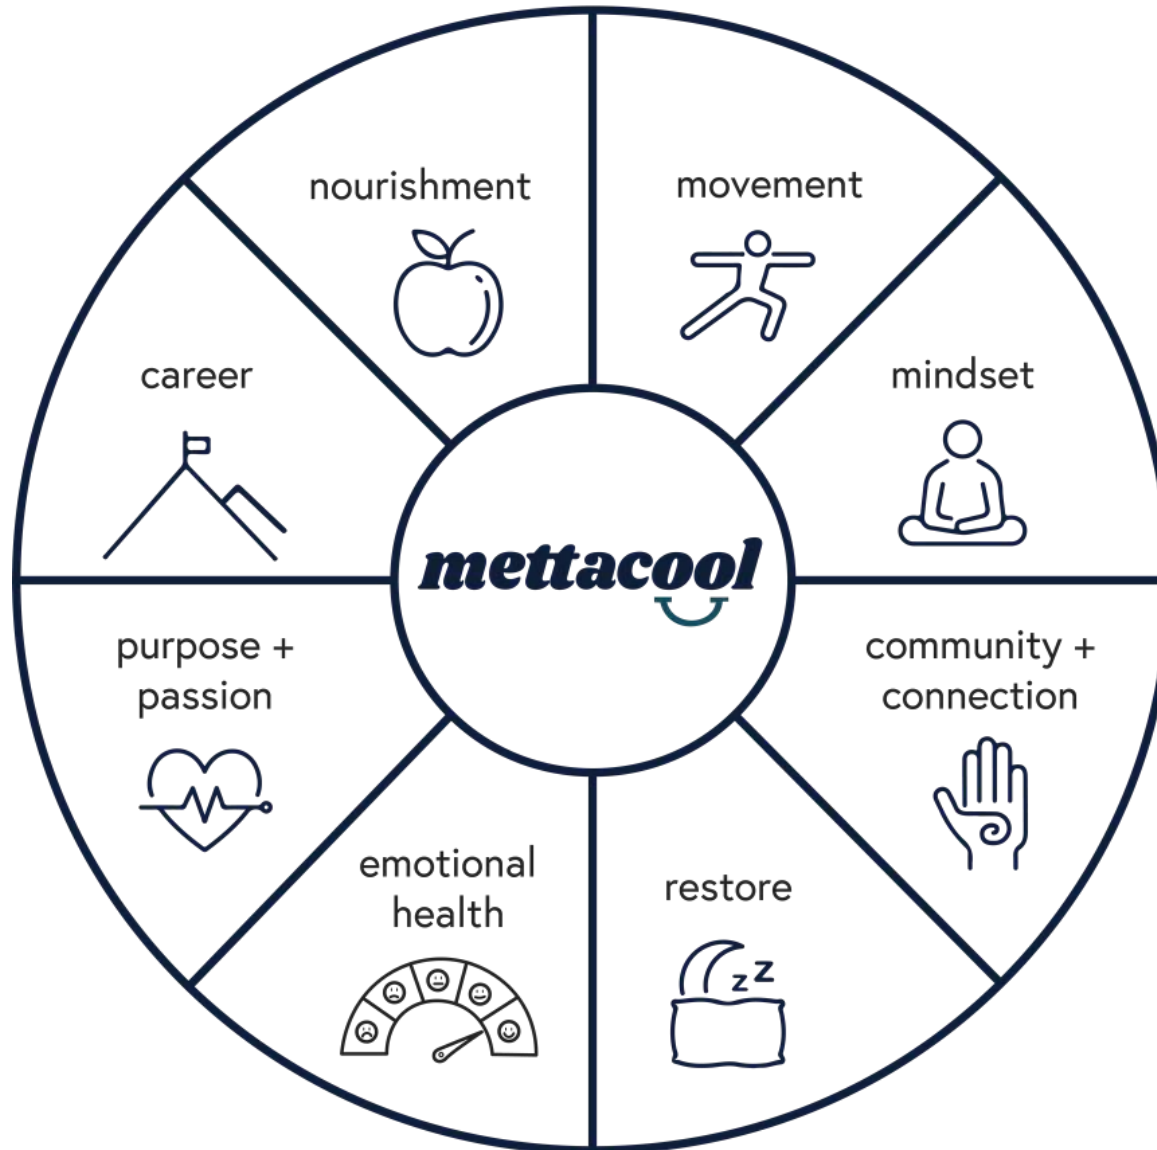 nourishment
movement
career
mindset
mettacool
purpose +
passion
community +
connection
emotional
health
restore
z z